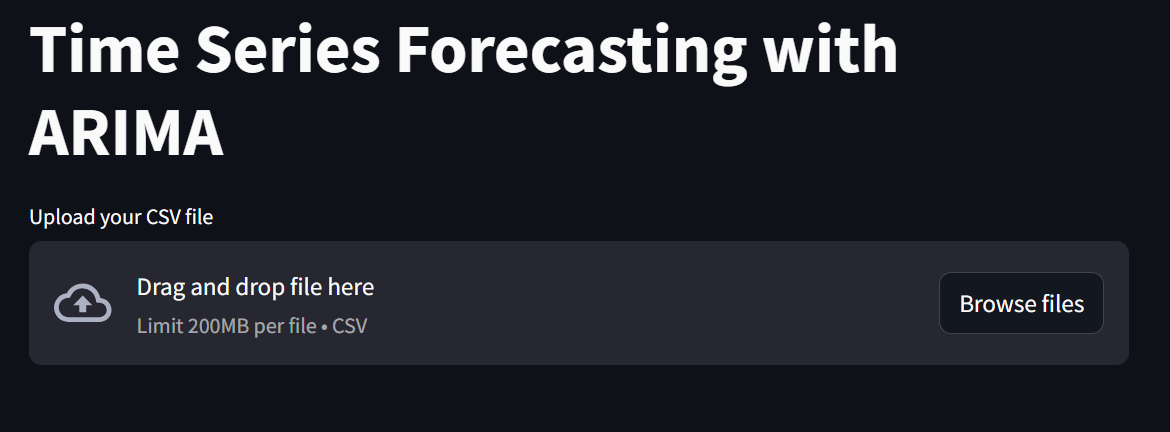 Time Series Forecasting with
ARIMA
Upload your CSV file
Drag and drop file here
Limit 200MB per file • CSV
Browse files